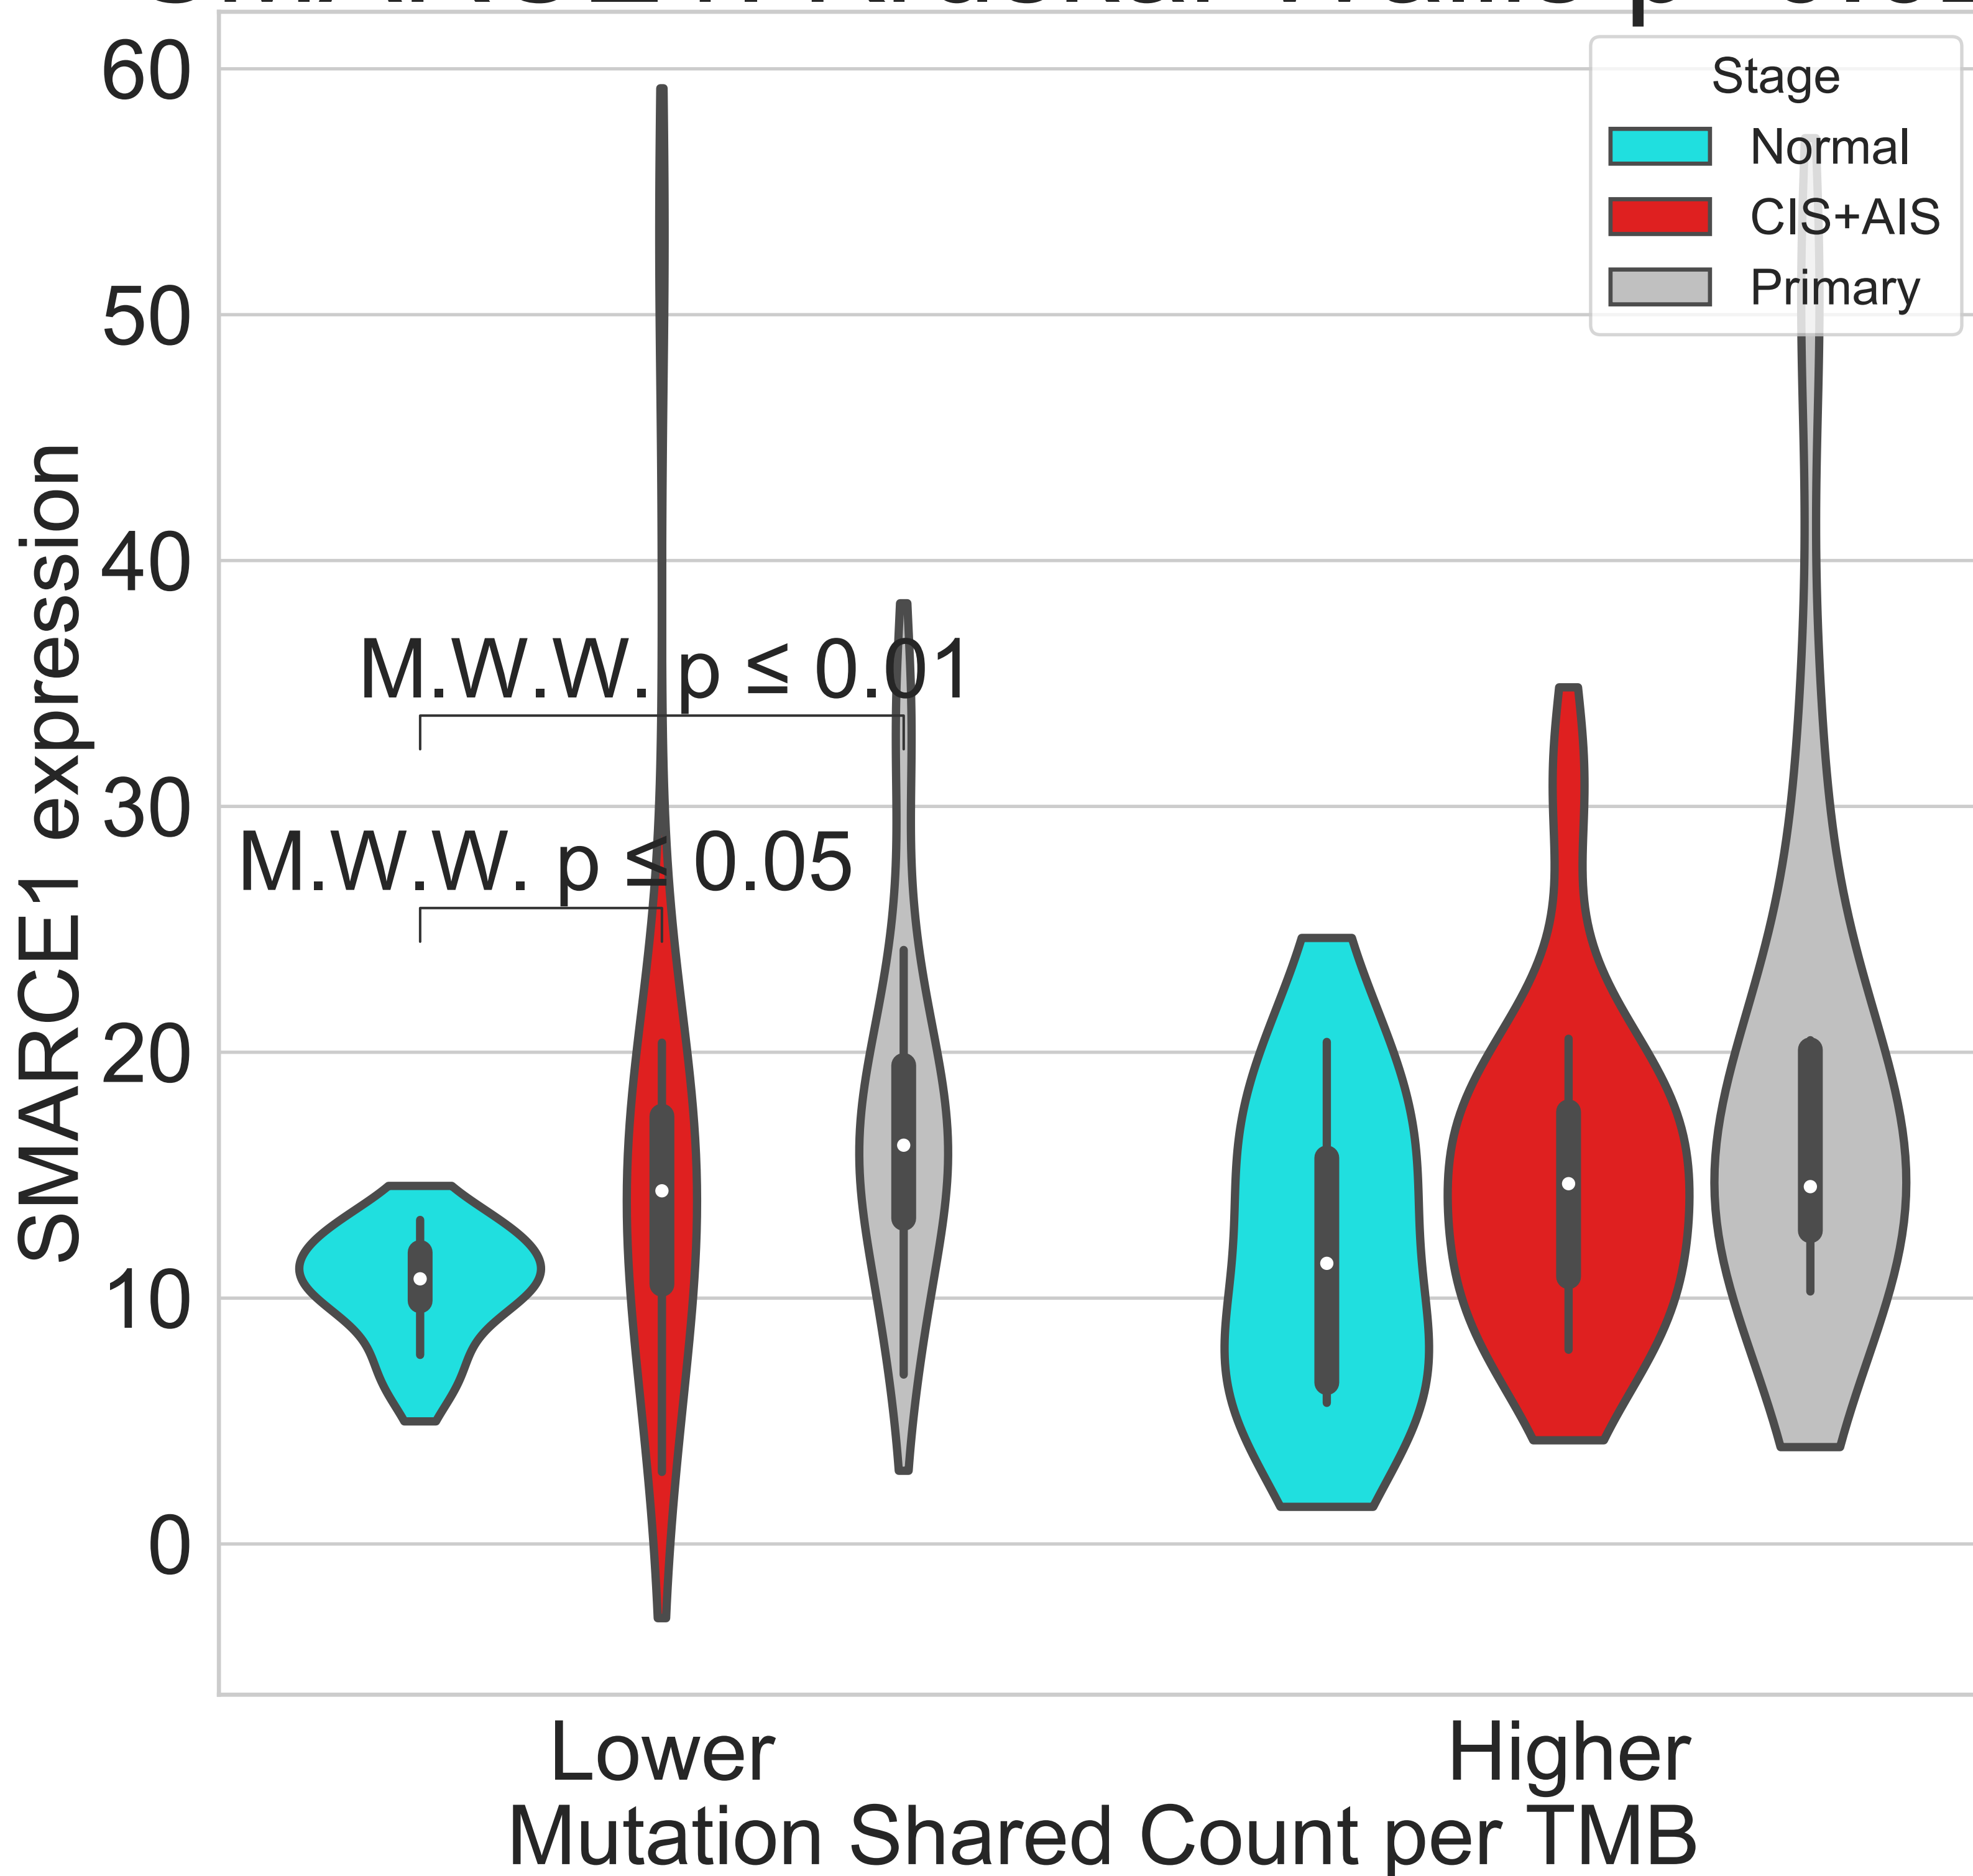 60
50
40
30
20
10
0
SMARCE1 expression
Stage
Normal
CIS+AIS
Primary
M.W.W. p ≤ 0.01
M.W.W. p ≤ 0.05
Lower
Higher
Mutation Shared Count per TMB